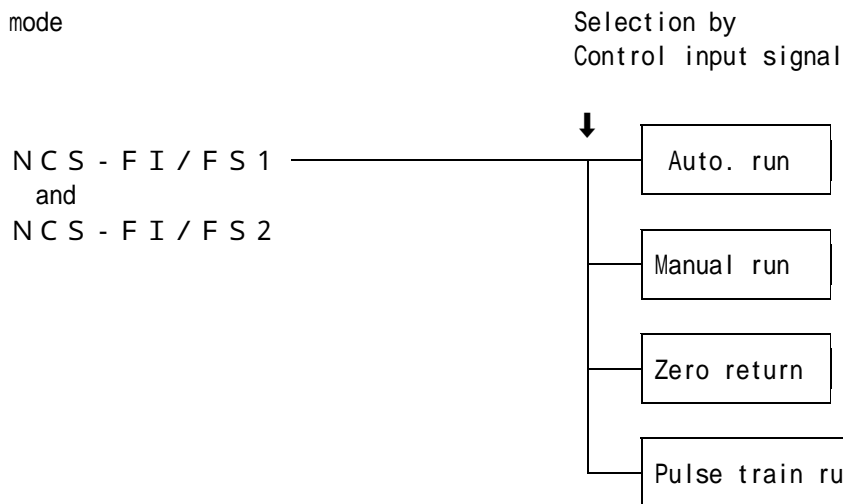 mode
Selection by
Control input signal
NCS-FI/FS1
and
NCS-FI/FS2
Auto. run
Manual run
Zero return
Pulse train ru